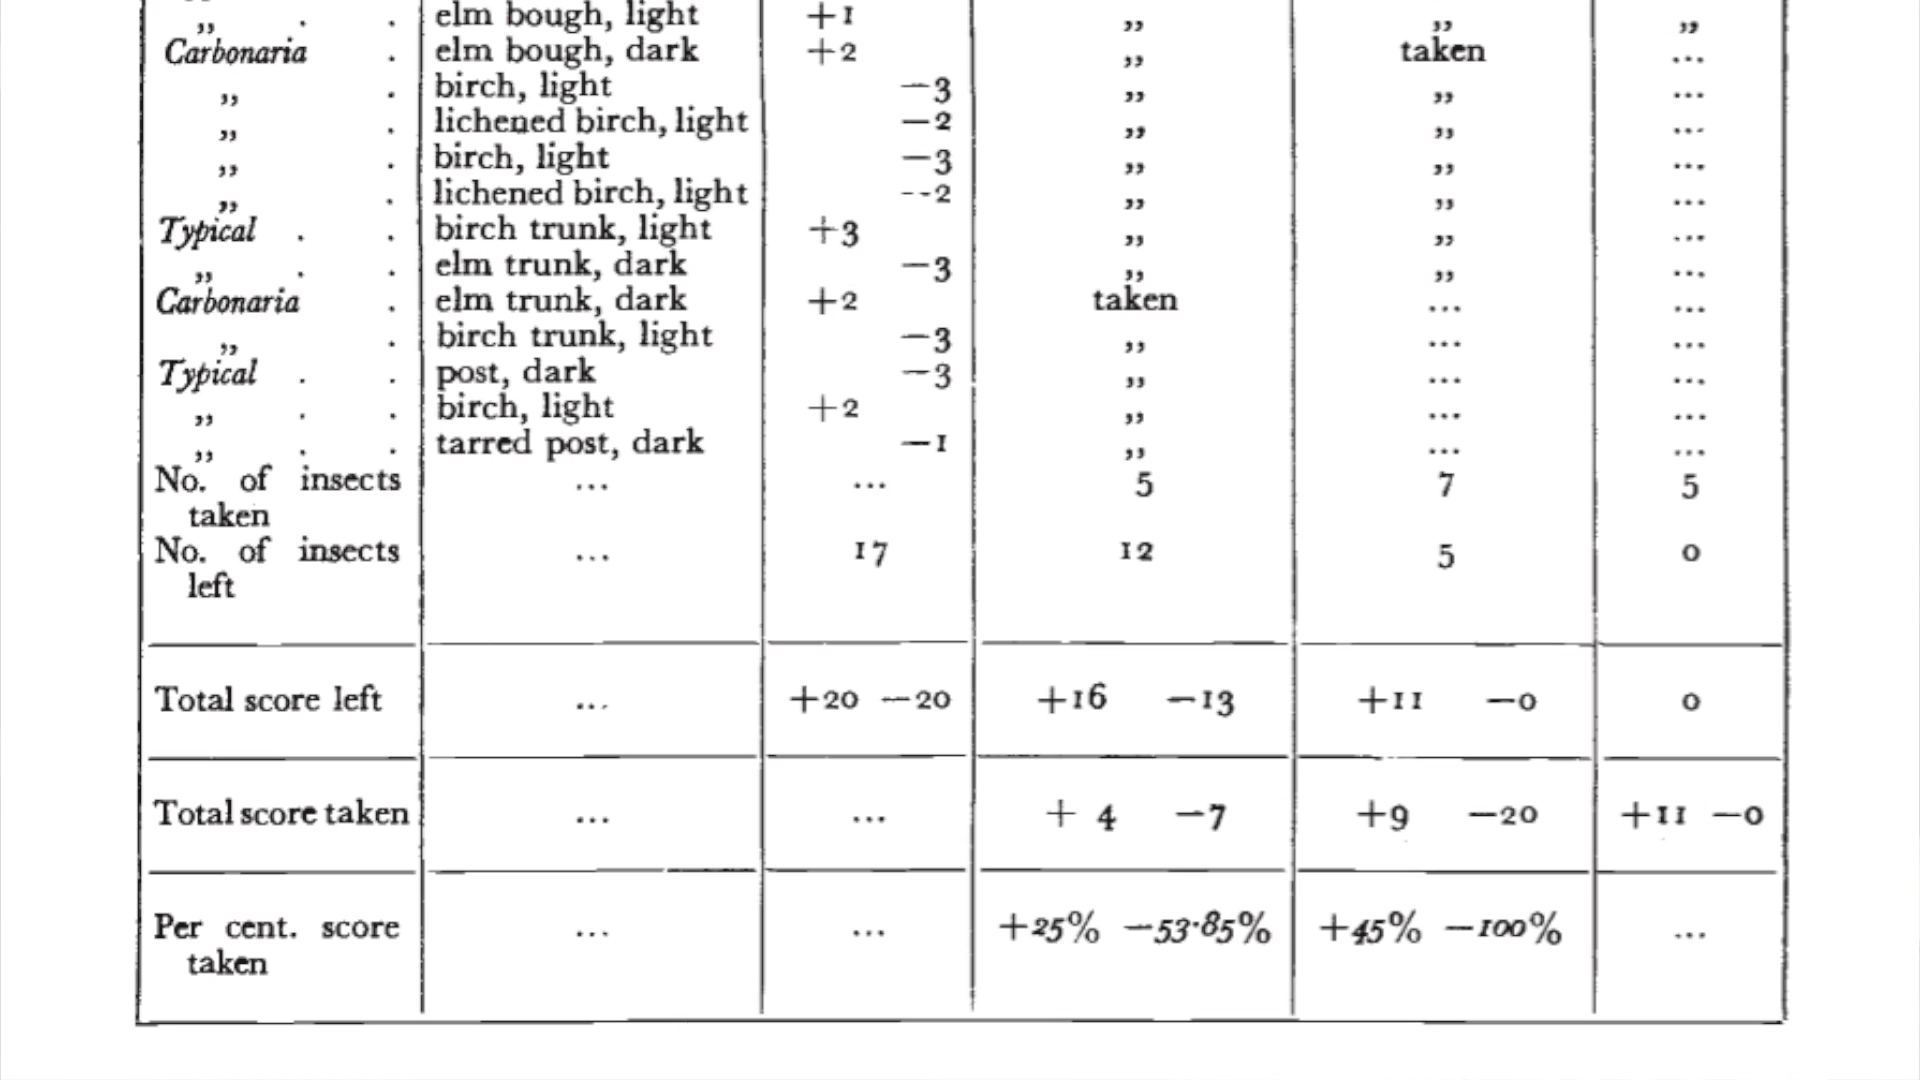 „ . . elm bough, light +1 „ „ „
Carbonaria . elm bough, dark +2 „ taken ...
„ . birch, light −3 „ „ ...
„ . lichened birch, light −2 „ „ ...
„ . birch, light −3 „ „ ...
„ . lichened birch, light --2 „ „ ...
Typical . . birch trunk, light +3 „ „ ...
„ . . elm trunk, dark −3 „ „ ...
Carbonaria . elm trunk, dark +2 taken ... ...
„ . birch trunk, light −3 „ ... ...
Typical . . post, dark −3 „ ... ...
„ . . birch, light +2 „ ... ...
„ . . tarred post, dark −1 „ ... ...
No. of insects ... ... 5 7 5
taken
No. of insects ... 17 12 5 0
left
Total score left ... +20 −20 +16 −13 +11 −0 0
Total score taken ... ... + 4 −7 +9 −20 +11 −0
Per cent. score ... ... +25% −53·85% +45% −100% ...
taken